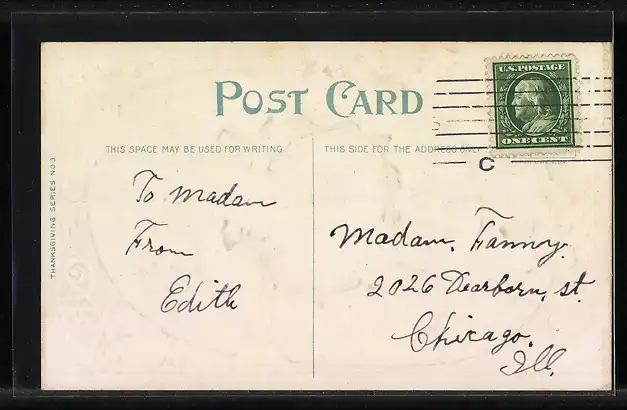 POST CARD
THIS SPACE MAY BE USED FOR WRITING
THIS SIDE FOR THE ADDRESS ONLY
THANKSGIVING SERIES NO 3
U.S. POSTAGE
ONE CENT
C
To Madam
From
Edith
Madam. Fanny.
2026 Dearborn, st.
Chicago.
Ill.